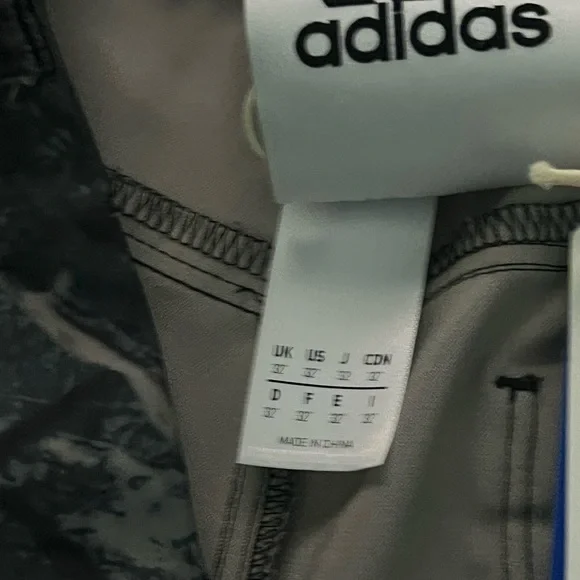 adidas
UK US J CDN
32" 32" 32" 32"
D F E I
32" 32" 32" 32"
MADE IN CHINA